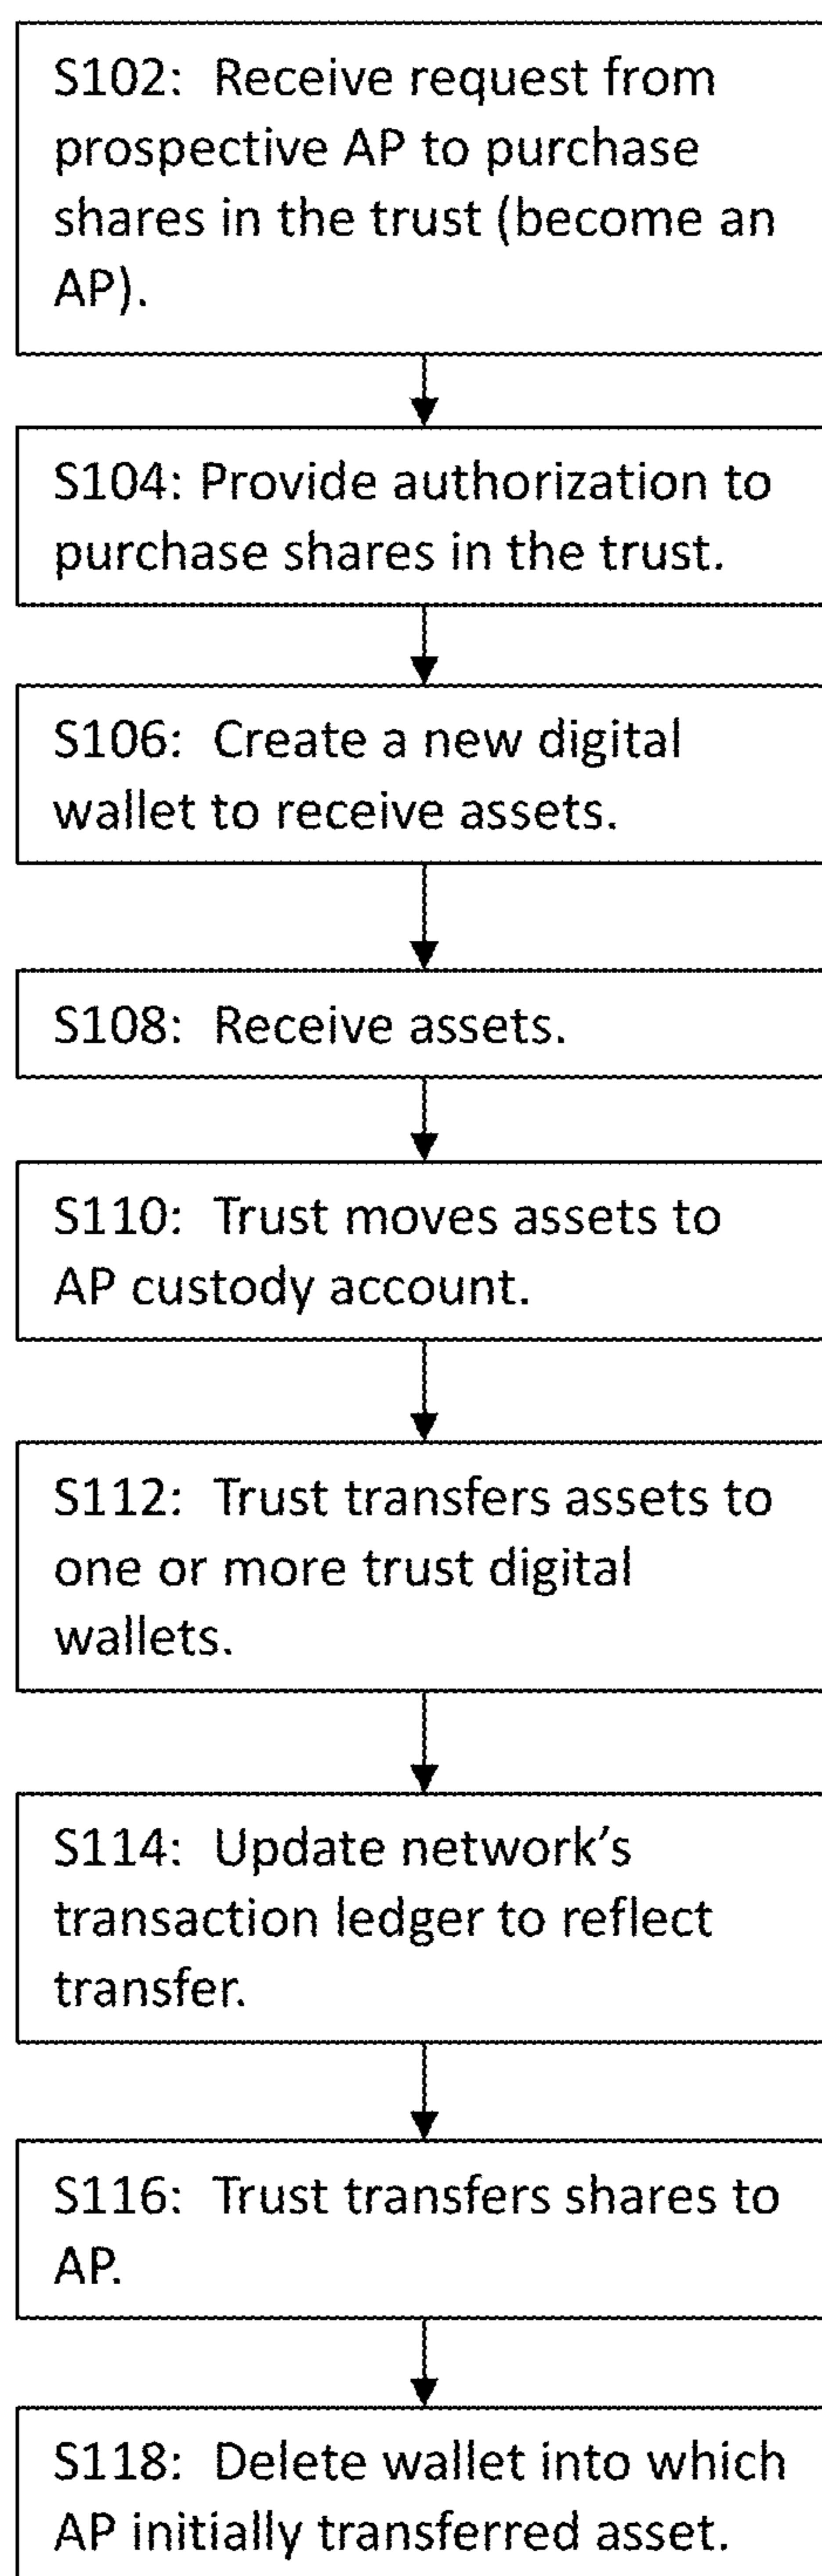 S102: Receive request from
prospective AP to purchase
shares in the trust (become an
AP).
S104: Provide authorization to
purchase shares in the trust.
S106: Create a new digital
wallet to receive assets.
S108: Receive assets.
S110: Trust moves assets to
AP custody account.
S112: Trust transfers assets to
one or more trust digital
wallets.
S114: Update network’s
transaction ledger to reflect
transfer.
S116: Trust transfers shares to
AP.
S118: Delete wallet into which
AP initially transferred asset.